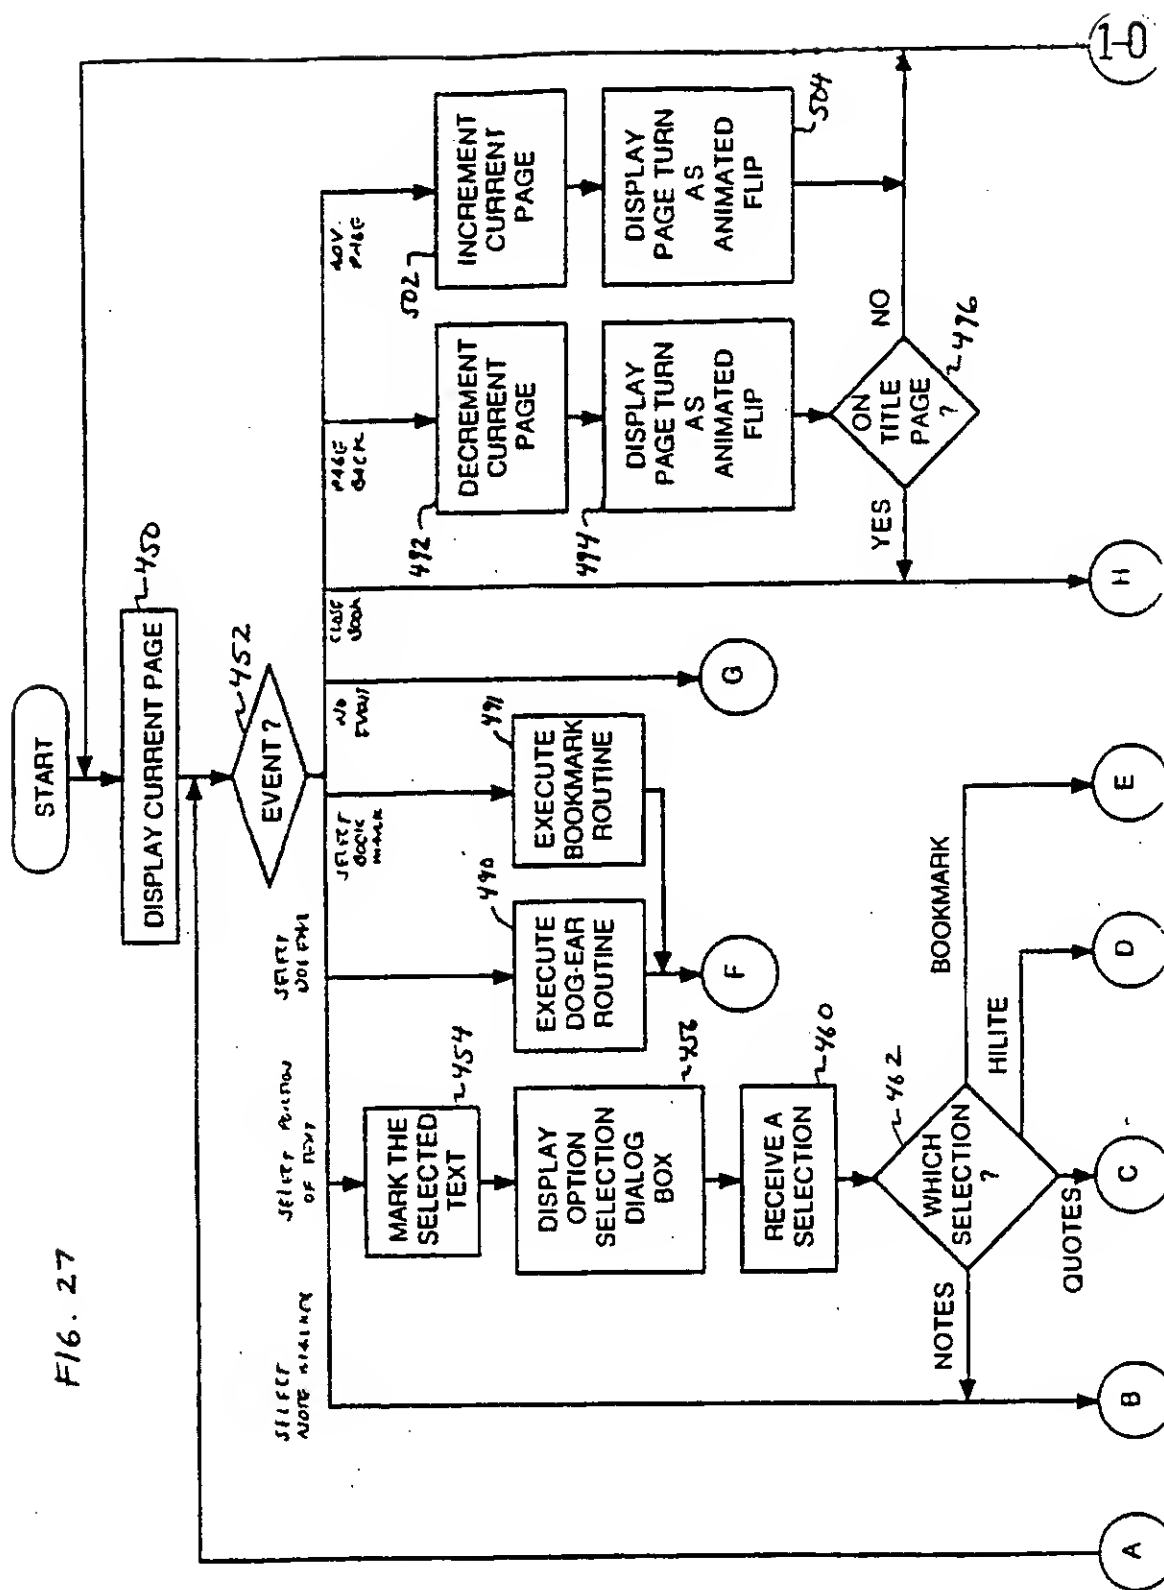 FIG. 27
START
DISPLAY CURRENT PAGE
450
EVENT?
452
SELECT
NOTE
SELECT PORTION
OF TEXT
SELECT
DOG EAR
SELECT
BOOK
MARK
NO
EVENT
CLOSE
BOOK
PAGE
BACK
ADV.
PAGE
MARK THE
SELECTED
TEXT
454
DISPLAY
OPTION
SELECTION
DIALOG
BOX
456
RECEIVE A
SELECTION
460
WHICH
SELECTION
?
462
NOTES
QUOTES
HILITE
BOOKMARK
EXECUTE
DOG-EAR
ROUTINE
490
EXECUTE
BOOKMARK
ROUTINE
491
DECREMENT
CURRENT
PAGE
492
DISPLAY
PAGE TURN
AS
ANIMATED
FLIP
494
ON
TITLE
PAGE
?
496
YES
NO
INCREMENT
CURRENT
PAGE
502
DISPLAY
PAGE TURN
AS
ANIMATED
FLIP
504
A
B
C
D
E
F
G
H
1-0